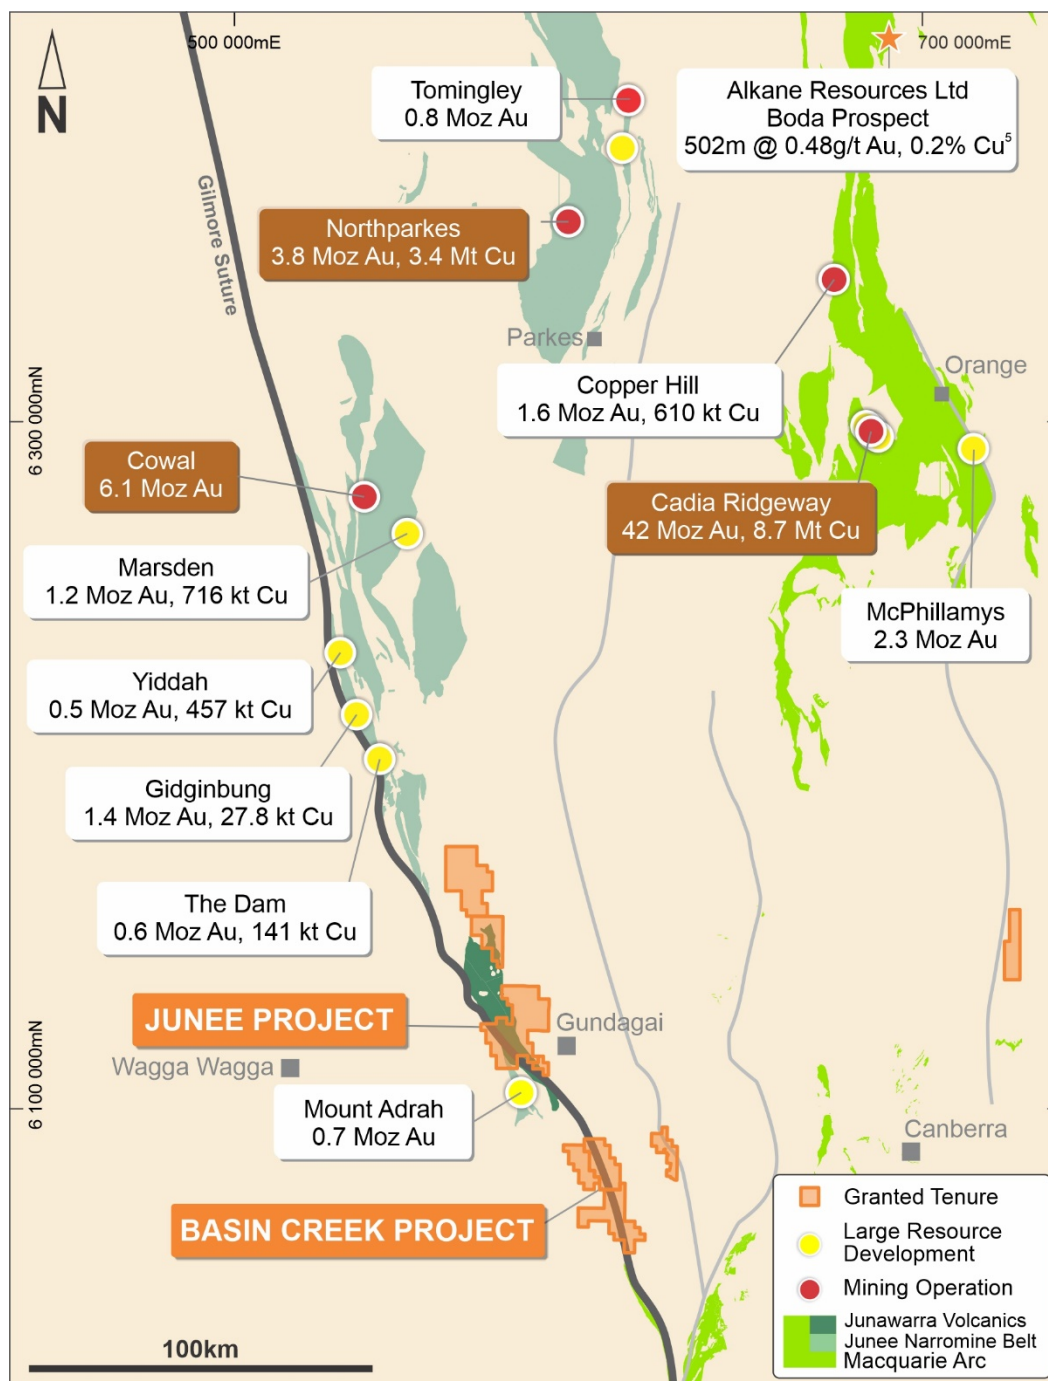 500 000mE
700 000mE
N
Gilmore Suture
Tomingley
0.8 Moz Au
Alkane Resources Ltd
Boda Prospect
502m @ 0.48g/t Au, 0.2% Cu⁵
Northparkes
3.8 Moz Au, 3.4 Mt Cu
Parkes
Copper Hill
1.6 Moz Au, 610 kt Cu
Orange
6 300 000mN
Cowal
6.1 Moz Au
Cadia Ridgeway
42 Moz Au, 8.7 Mt Cu
Marsden
1.2 Moz Au, 716 kt Cu
McPhillamys
2.3 Moz Au
Yiddah
0.5 Moz Au, 457 kt Cu
Gidginbung
1.4 Moz Au, 27.8 kt Cu
The Dam
0.6 Moz Au, 141 kt Cu
JUNEE PROJECT
Gundagai
Wagga Wagga
6 100 000mN
Mount Adrah
0.7 Moz Au
Canberra
BASIN CREEK PROJECT
Granted Tenure
Large Resource
Development
Mining Operation
Junawarra Volcanics
Junee Narromine Belt
Macquarie Arc
100km